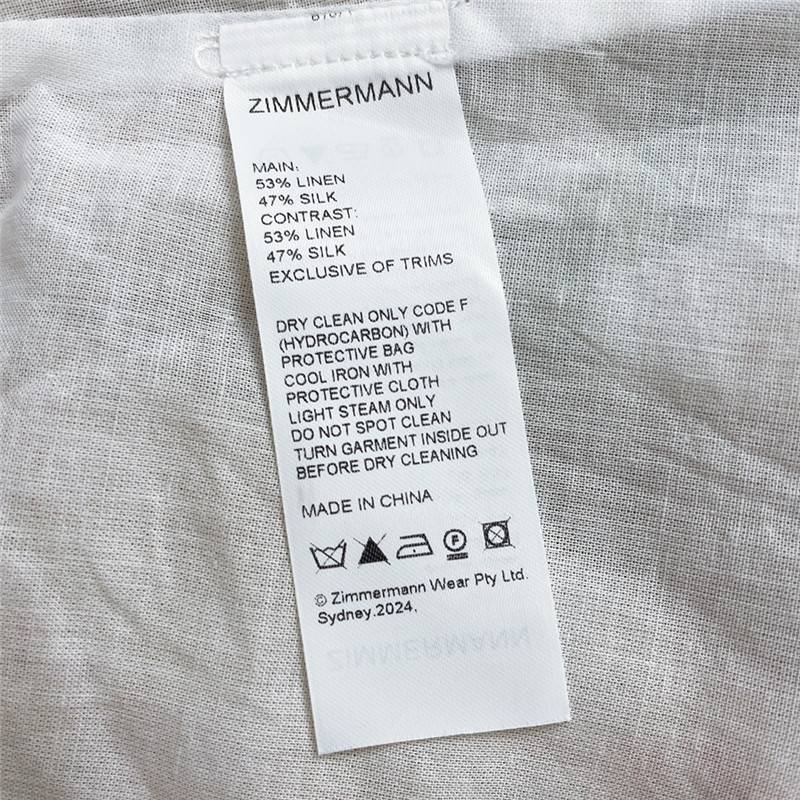 ZIMMERMANN
MAIN:
53% LINEN
47% SILK
CONTRAST:
53% LINEN
47% SILK
EXCLUSIVE OF TRIMS
DRY CLEAN ONLY CODE F
(HYDROCARBON) WITH
PROTECTIVE BAG
COOL IRON WITH
PROTECTIVE CLOTH
LIGHT STEAM ONLY
DO NOT SPOT CLEAN
TURN GARMENT INSIDE OUT
BEFORE DRY CLEANING
MADE IN CHINA
F
© Zimmermann Wear Pty Ltd.
Sydney.2024.
ZIMMERMANN